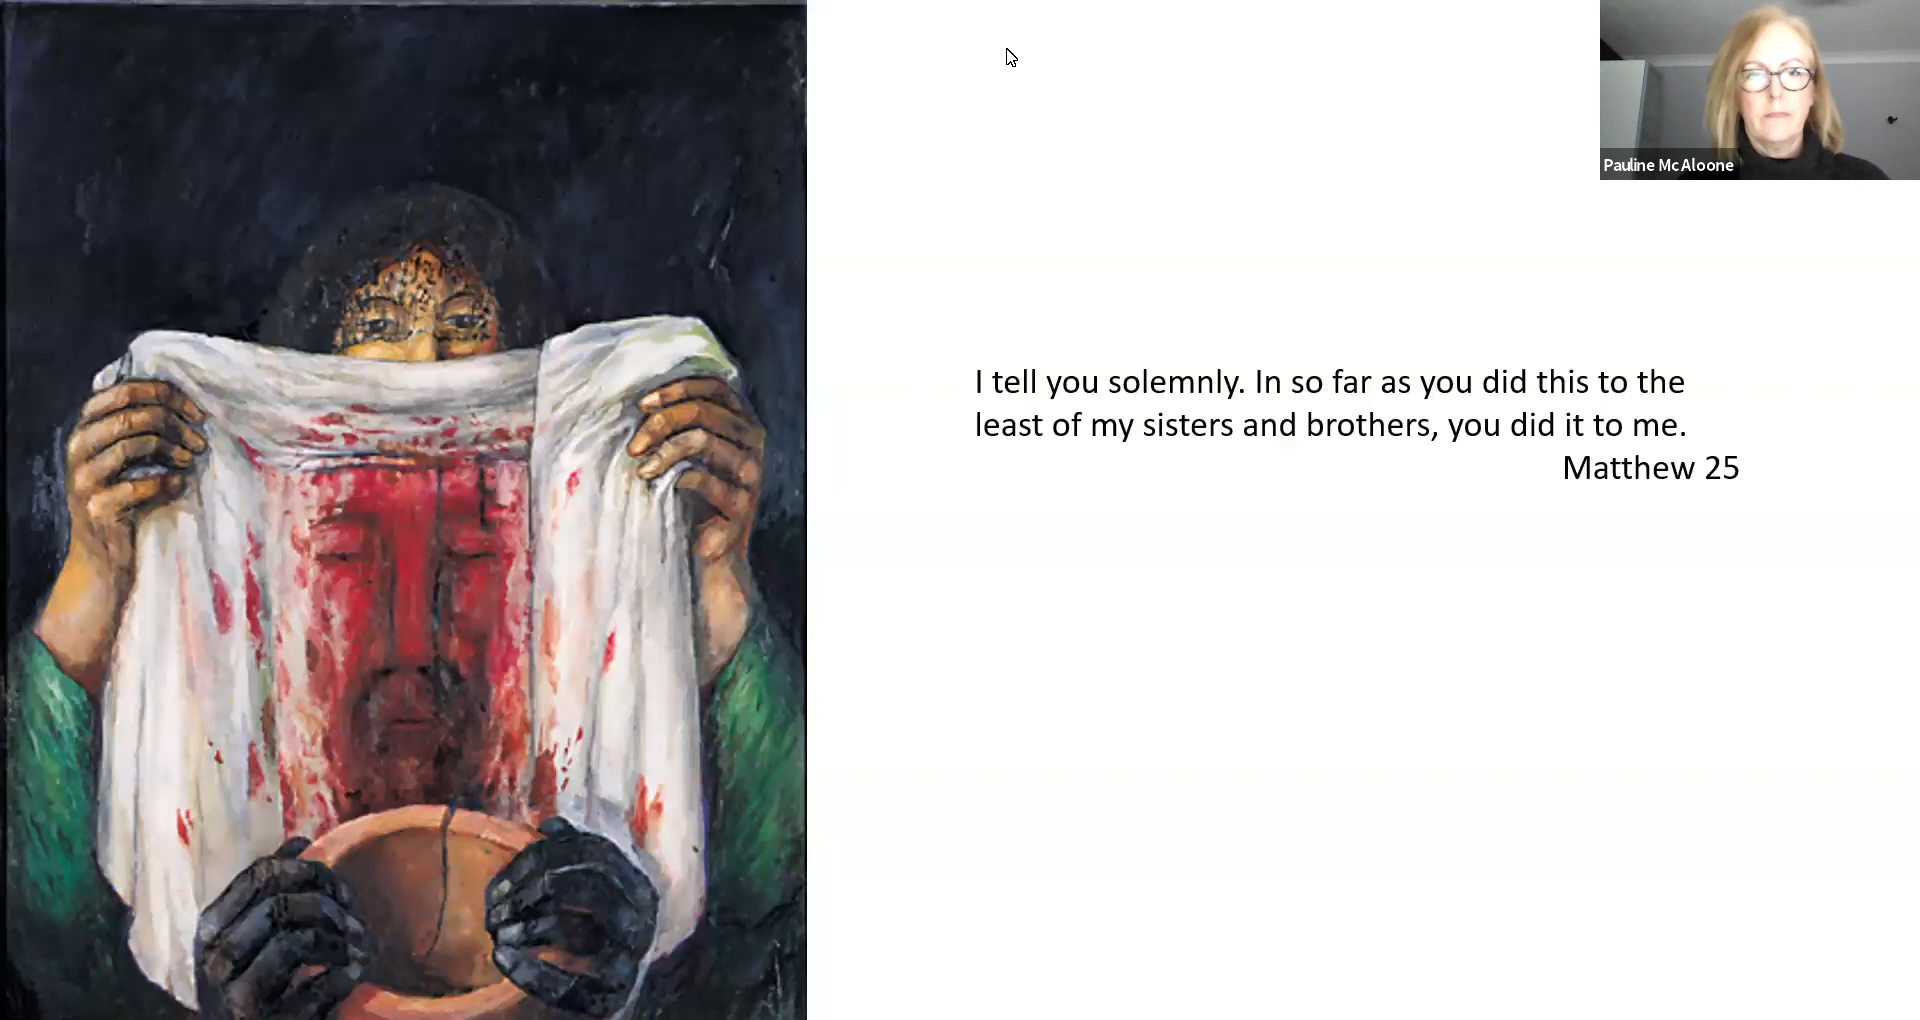 Pauline McAloone
I tell you solemnly. In so far as you did this to the
least of my sisters and brothers, you did it to me.
Matthew 25